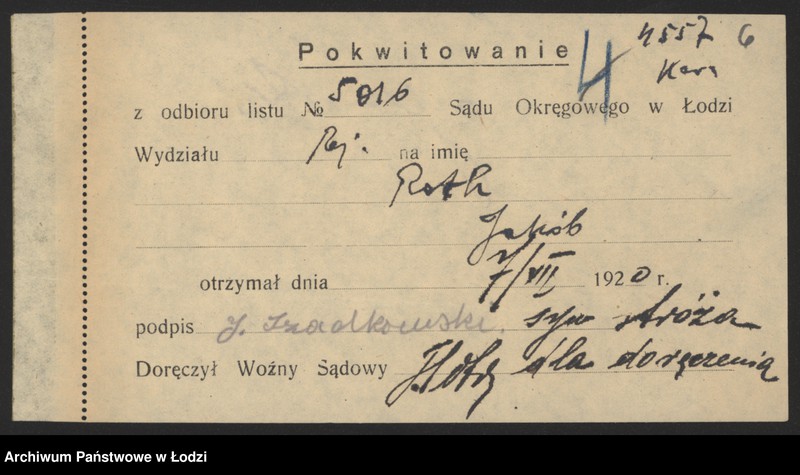 Pokwitowanie
4
4557 6
z odbioru listu № 5016 Sądu Okręgowego w Łodzi
Wydziału Rej. na imię
Roth
Jakób
otrzymał dnia 7/VII 1920 r.
podpis J. Szadkowski. syn stróża
Doręczył Woźny Sądowy dla doręczenia
Archiwum Państwowe w Łodzi